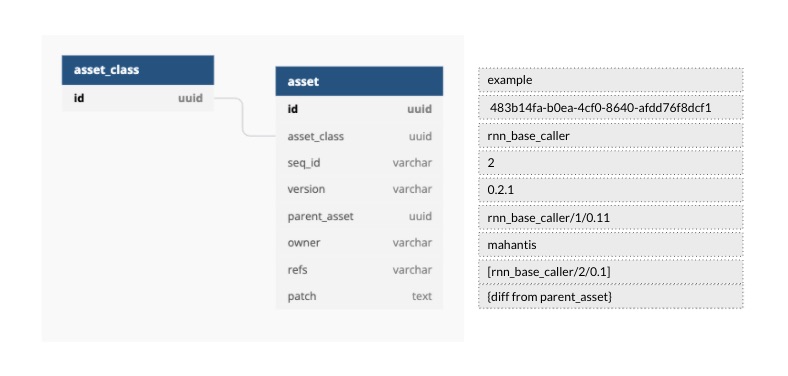 asset_class
id uuid
asset
id uuid
asset_class uuid
seq_id varchar
version varchar
parent_asset uuid
owner varchar
refs varchar
patch text
example
483b14fa-b0ea-4cf0-8640-afdd76f8dcf1
rnn_base_caller
2
0.2.1
rnn_base_caller/1/0.11
mahantis
[rnn_base_caller/2/0.1]
{diff from parent_asset}